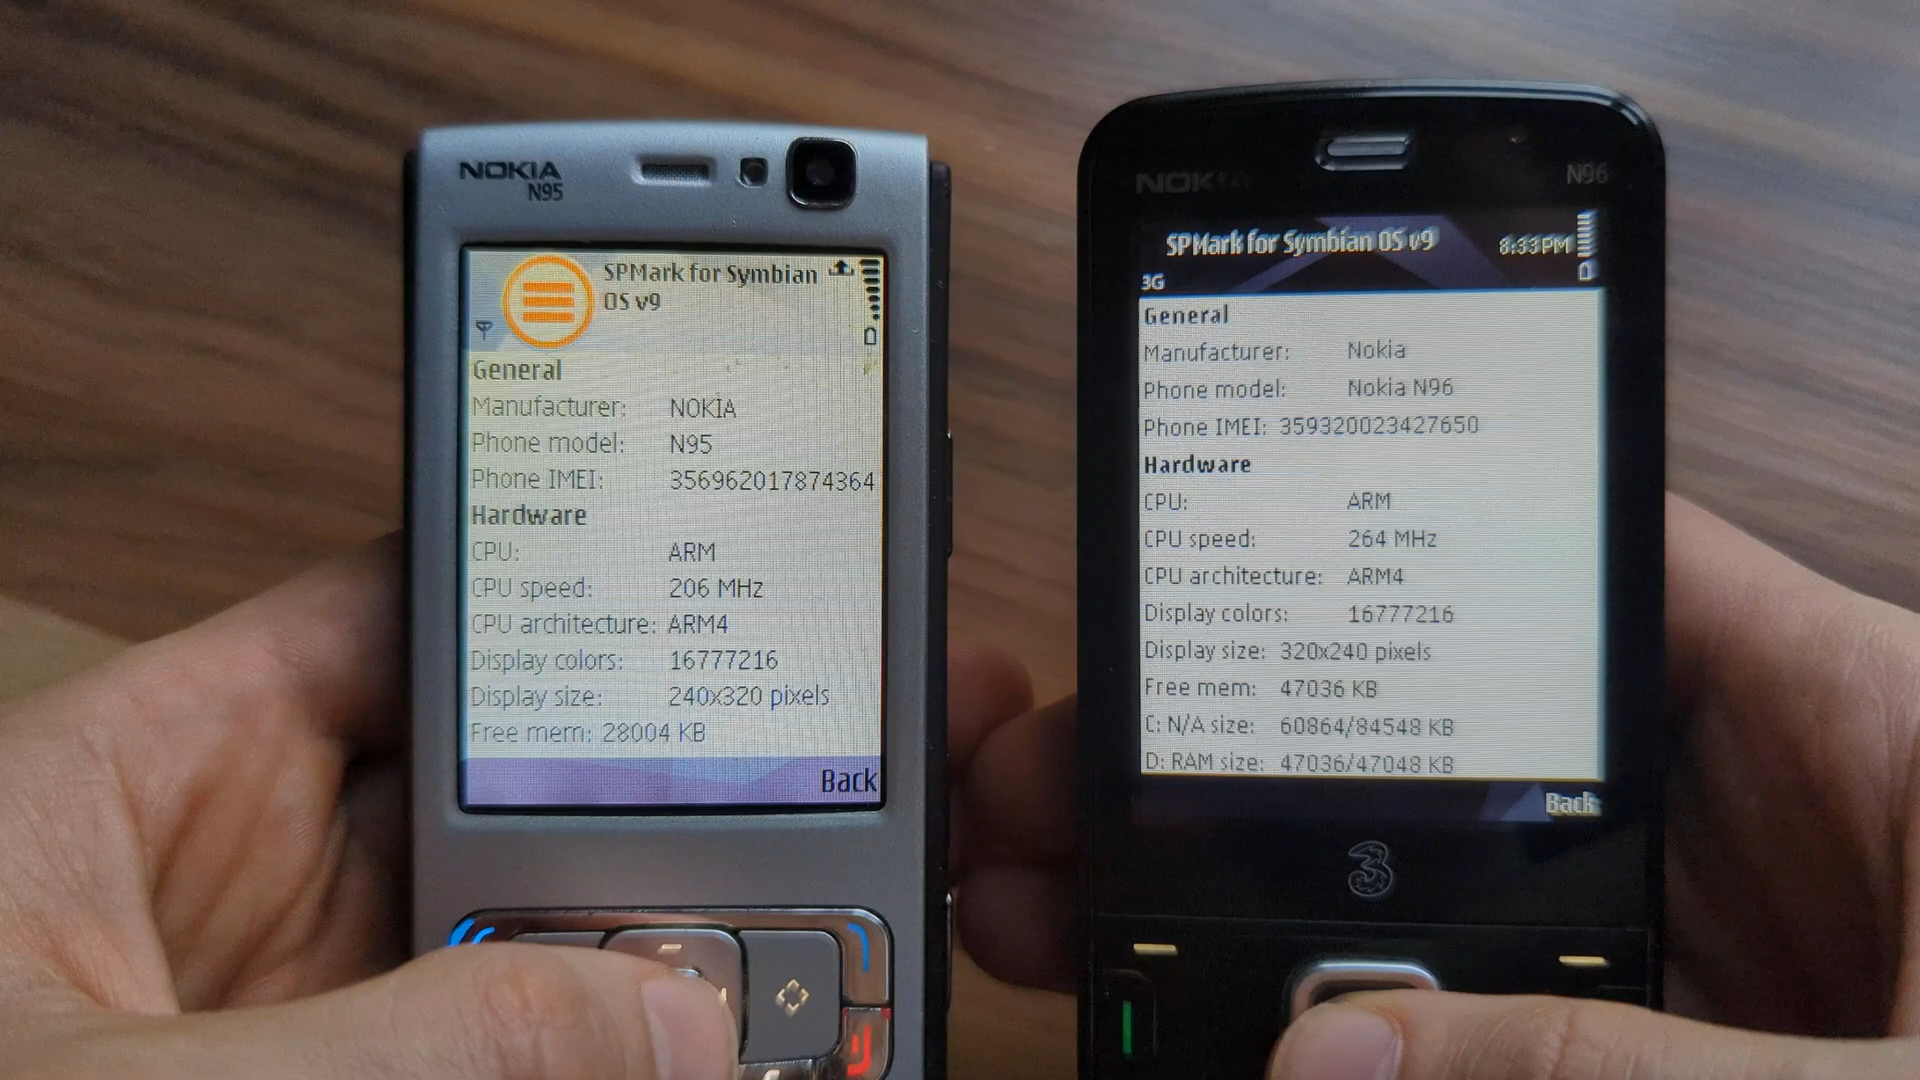 NOKIA
N95
SPMark for Symbian
OS v9
General
Manufacturer: NOKIA
Phone model: N95
Phone IMEI: 356962017874364
Hardware
CPU: ARM
CPU speed: 206 MHz
CPU architecture: ARM4
Display colors: 16777216
Display size: 240x320 pixels
Free mem: 28004 KB
Back
NOKIA
N96
SPMark for Symbian OS v9
8:33PM
3G
General
Manufacturer: Nokia
Phone model: Nokia N96
Phone IMEI: 359320023427650
Hardware
CPU: ARM
CPU speed: 264 MHz
CPU architecture: ARM4
Display colors: 16777216
Display size: 320x240 pixels
Free mem: 47036 KB
C: N/A size: 60864/84548 KB
D: RAM size: 47036/47048 KB
Back
3